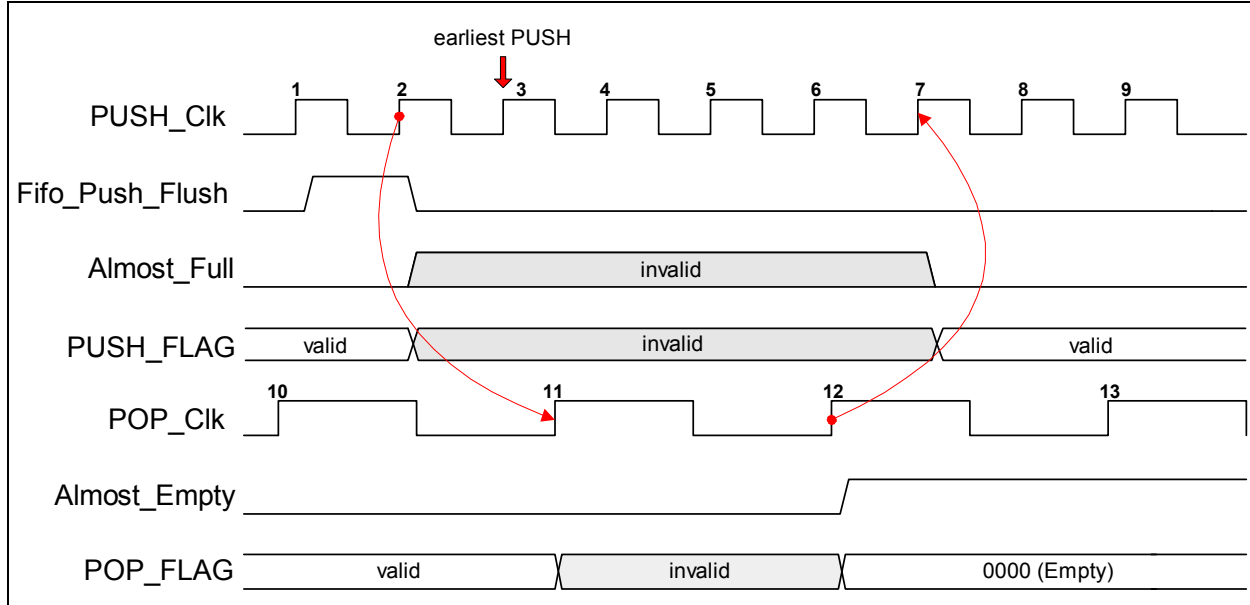 earliest PUSH
1 2 3 4 5 6 7 8 9
PUSH_Clk
Fifo_Push_Flush
Almost_Full invalid
PUSH_FLAG valid invalid valid
10 11 12 13
POP_Clk
Almost_Empty
POP_FLAG valid invalid 0000 (Empty)